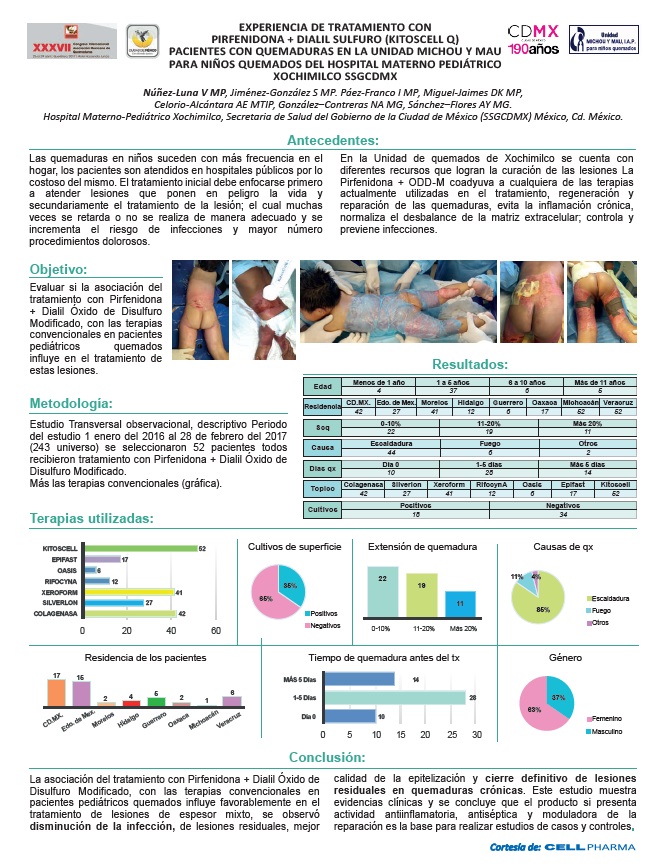 XXXVII
Congreso Internacional
EXPERIENCIA DE TRATAMIENTO CON
PIRFENIDONA + DIALIL SULFURO (KITOSCELL Q)
PACIENTES CON QUEMADURAS EN LA UNIDAD MICHOU Y MAU
PARA NIÑOS QUEMADOS DEL HOSPITAL MATERNO PEDIÁTRICO
XOCHIMILCO SSGCDMX
CDMX
190años
Unidad
MICHOU Y MAU, I.A.P.
para niños quemados
Núñez-Luna V MP, Jiménez-González S MP. Páez-Franco I MP, Miguel-Jaimes DK MP,
Celorio-Alcántara AE MTIP, González–Contreras NA MG, Sánchez–Flores AY MG.
Hospital Materno-Pediátrico Xochimilco, Secretaria de Salud del Gobierno de la Ciudad de México (SSGCDMX) México, Cd. México.
Antecedentes:
Las quemaduras en niños suceden con más frecuencia en el
hogar, los pacientes son atendidos en hospitales públicos por lo
costoso del mismo. El tratamiento inicial debe enfocarse primero
a atender lesiones que ponen en peligro la vida y
secundariamente el tratamiento de la lesión; el cual muchas
veces se retarda o no se realiza de manera adecuado y se
incrementa el riesgo de infecciones y mayor número
procedimientos dolorosos.
En la Unidad de quemados de Xochimilco se cuenta con
diferentes recursos que logran la curación de las lesiones La
Pirfenidona + ODD-M coadyuva a cualquiera de las terapias
actualmente utilizadas en el tratamiento, regeneración y
reparación de las quemaduras, evita la inflamación crónica,
normaliza el desbalance de la matriz extracelular; controla y
previene infecciones.
Objetivo:
Evaluar si la asociación del
tratamiento con Pirfenidona
+ Dialil Óxido de Disulfuro
Modificado, con las terapias
convencionales en pacientes
pediátricos quemados
influye en el tratamiento de
estas lesiones.
Metodología:
Estudio Transversal observacional, descriptivo Periodo
del estudio 1 enero del 2016 al 28 de febrero del 2017
(243 universo) se seleccionaron 52 pacientes todos
recibieron tratamiento con Pirfenidona + Dialil Óxido de
Disulfuro Modificado.
Más las terapias convencionales (gráfica).
Resultados:
Edad Menos de 1 año 1 a 5 años 6 a 10 años Más de 11 años
4 37 6 5
Residencia CD.MX. Edo. de Mex. Morelos Hidalgo Guerrero Oaxaca Michoacán Veracruz
42 27 41 12 6 17 52 52
Scq 0-10% 11-20% Más 20%
22 19 11
Causa Escaldadura Fuego Otros
44 6 2
Dias qx Día 0 1-5 días Más 5 días
10 28 14
Topico Colagenasa Silverlon Xeroform RifocynA Oasis Epifast Kitoscell
42 27 41 12 6 17 52
Cultivos Positivos Negativos
18 34
Terapias utilizadas:
KITOSCELL 52
EPIFAST 17
OASIS 6
RIFOCYNA 12
XEROFORM 41
SILVERLON 27
COLAGENASA 42
0 20 40 60
Cultivos de superficie
35%
65%
Positivos
Negativos
Extensión de quemadura
22 19 11
0-10% 11-20% Más 20%
Causas de qx
11% 4%
85%
Escaldadura
Fuego
Otros
Residencia de los pacientes
17 16 2 4 5 2 1 6
CD.MX. Edo. de Mex. Morelos Hidalgo Guerrero Oaxaca Michoacán Veracruz
Tiempo de quemadura antes del tx
MÁS 5 Días 14
1-5 Días 28
Día 0 10
0 5 10 15 20 25 30
Género
37%
63%
Femenino
Masculino
Conclusión:
La asociación del tratamiento con Pirfenidona + Dialil Óxido de
Disulfuro Modificado, con las terapias convencionales en
pacientes pediátricos quemados influye favorablemente en el
tratamiento de lesiones de espesor mixto, se observó
disminución de la infección, de lesiones residuales, mejor
calidad de la epitelización y cierre definitivo de lesiones
residuales en quemaduras crónicas. Este estudio muestra
evidencias clínicas y se concluye que el producto si presenta
actividad antiinflamatoria, antiséptica y moduladora de la
reparación es la base para realizar estudios de casos y controles,
Cortesía de: CELLPHARMA